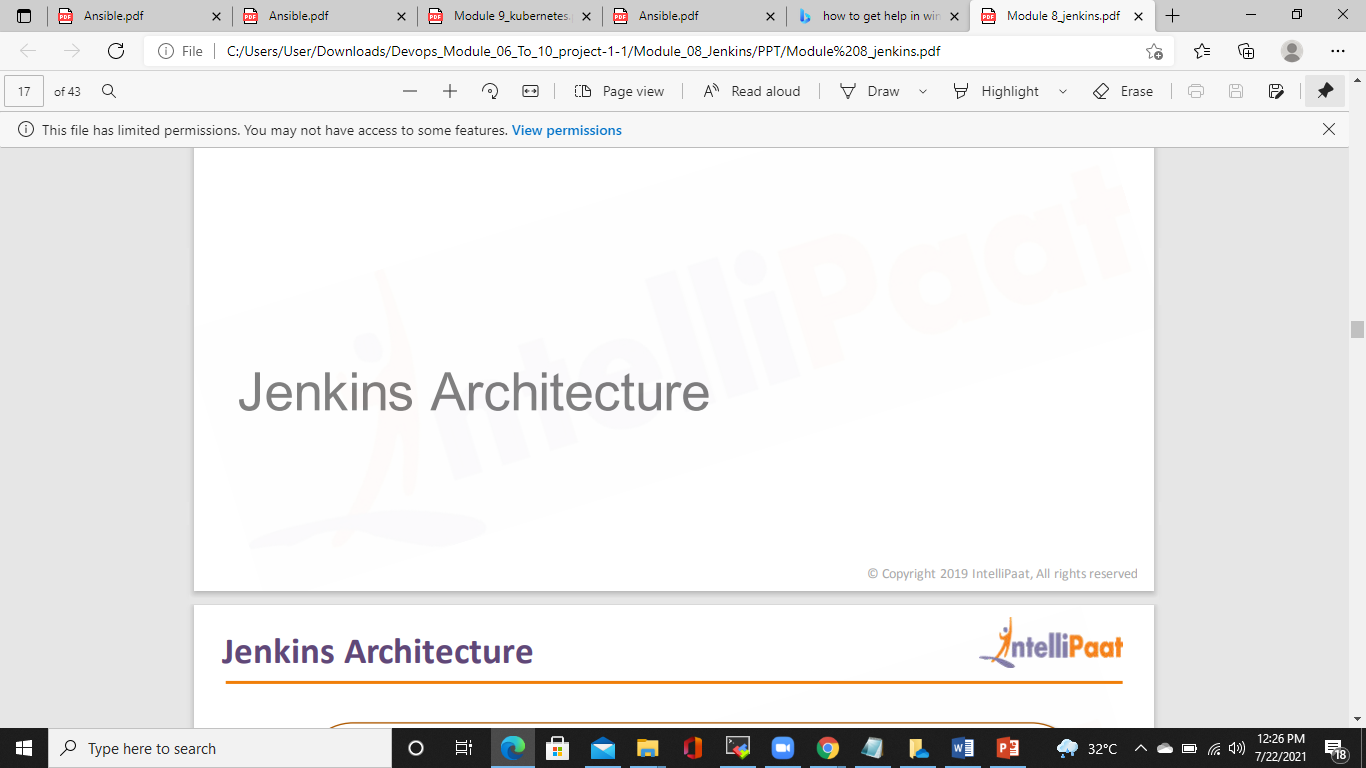 Ansible.pdf
Ansible.pdf
Module 9_kubernetes.
Ansible.pdf
how to get help in win
Module 8_jenkins.pdf
File
C:/Users/User/Downloads/Devops_Module_06_To_10_project-1-1/Module_08_Jenkins/PPT/Module%208_jenkins.pdf
17 of 43
Page view
Read aloud
Draw
Highlight
Erase
This file has limited permissions. You may not have access to some features. View permissions
IntelliPaat
Jenkins Architecture
© Copyright 2019 IntelliPaat, All rights reserved
Jenkins Architecture
IntelliPaat
Type here to search
32°C
12:26 PM
7/22/2021
18